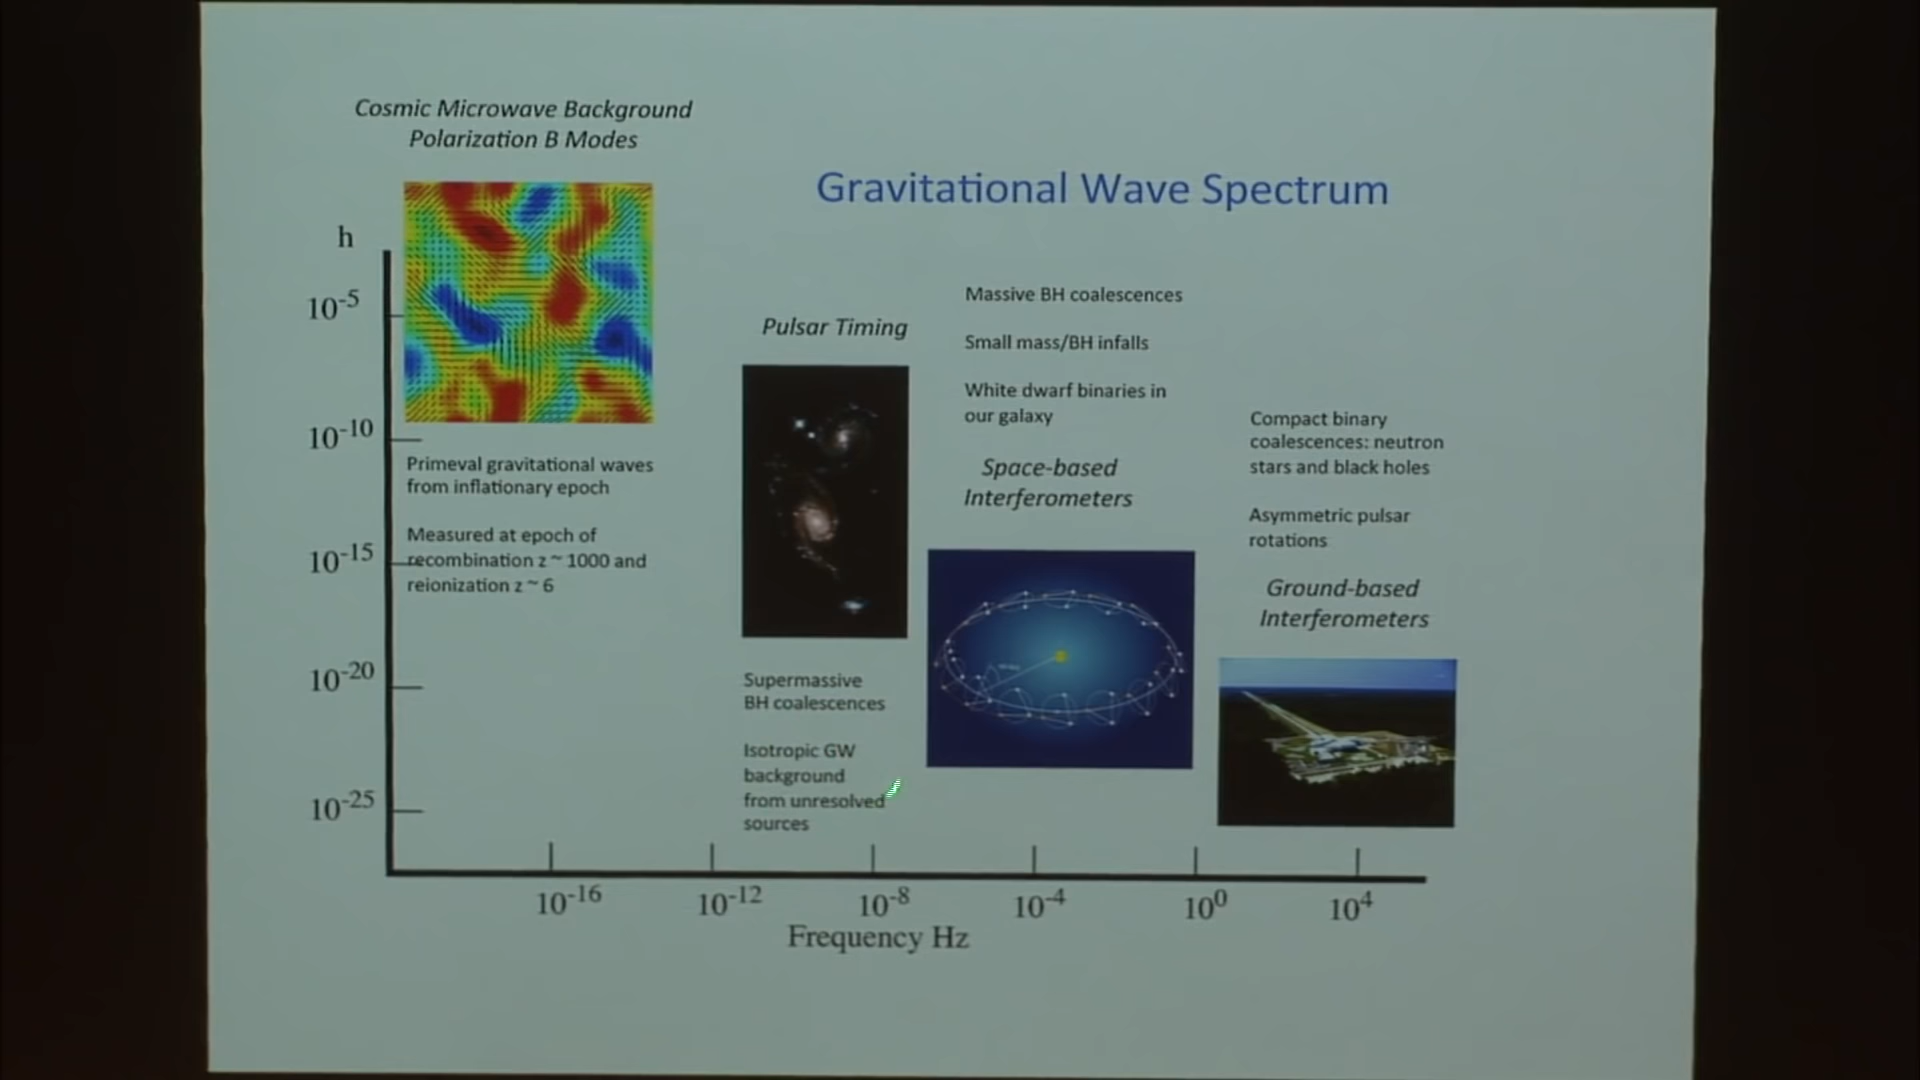 Cosmic Microwave Background
Polarization B Modes
Gravitational Wave Spectrum
h
10-5
10-10
10-15
10-20
10-25
Primeval gravitational waves
from inflationary epoch
Measured at epoch of
recombination z ~ 1000 and
reionization z ~ 6
Pulsar Timing
Supermassive
BH coalescences
Isotropic GW
background
from unresolved
sources
Massive BH coalescences
Small mass/BH infalls
White dwarf binaries in
our galaxy
Space-based
Interferometers
Compact binary
coalescences: neutron
stars and black holes
Asymmetric pulsar
rotations
Ground-based
Interferometers
10-16
10-12
10-8
10-4
100
104
Frequency Hz